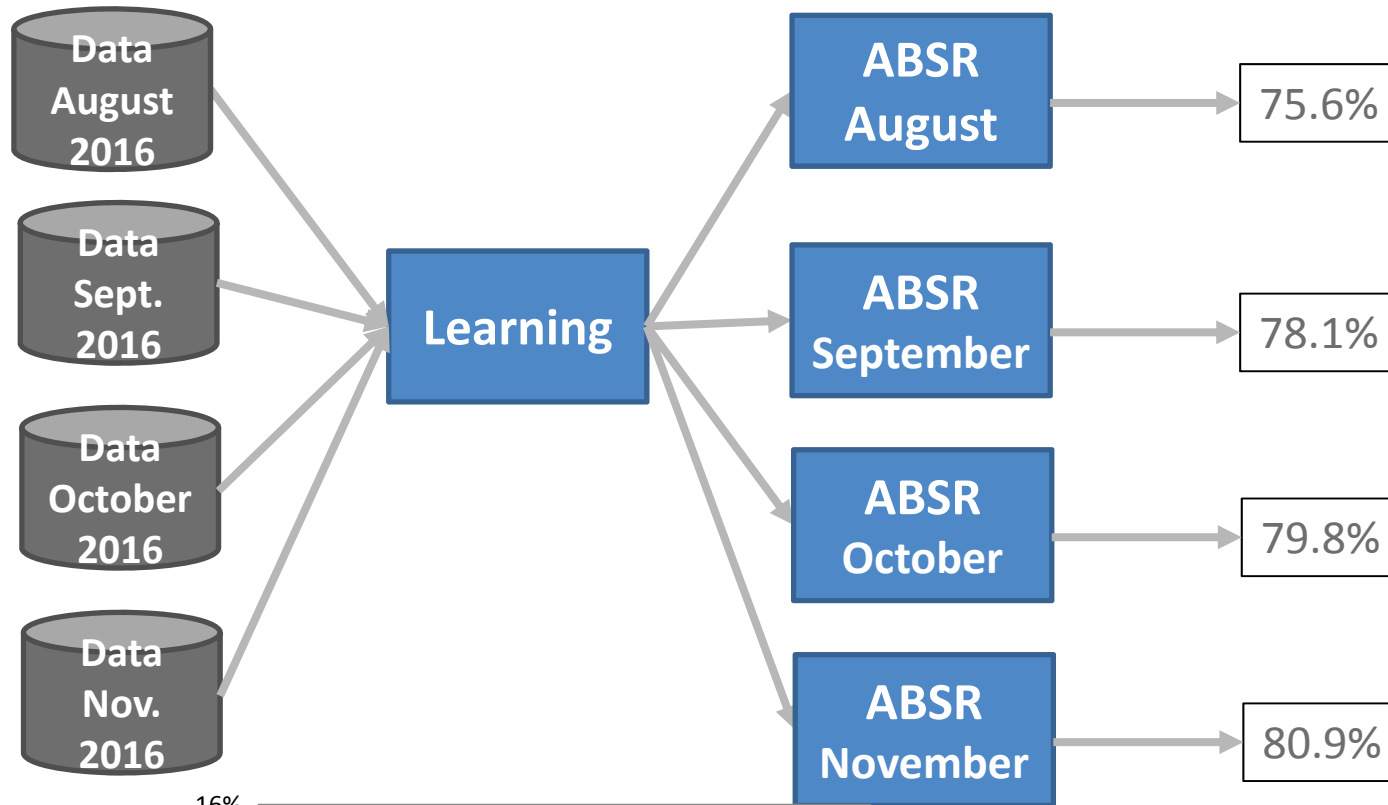 Data
August
2016
Data
Sept.
2016
Data
October
2016
Data
Nov.
2016
Learning
ABSR
August
75.6%
ABSR
September
78.1%
ABSR
October
79.8%
ABSR
November
80.9%
16%